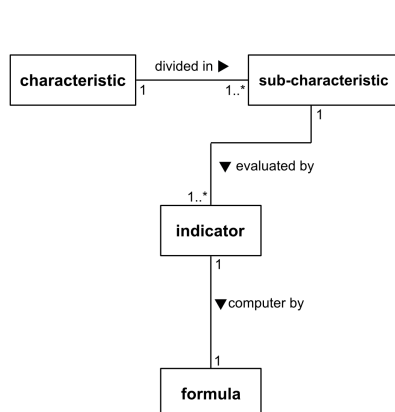 divided in ▶
characteristic
sub-characteristic
1
1..*
1
▼ evaluated by
1..*
indicator
1
▼computer by
1
formula